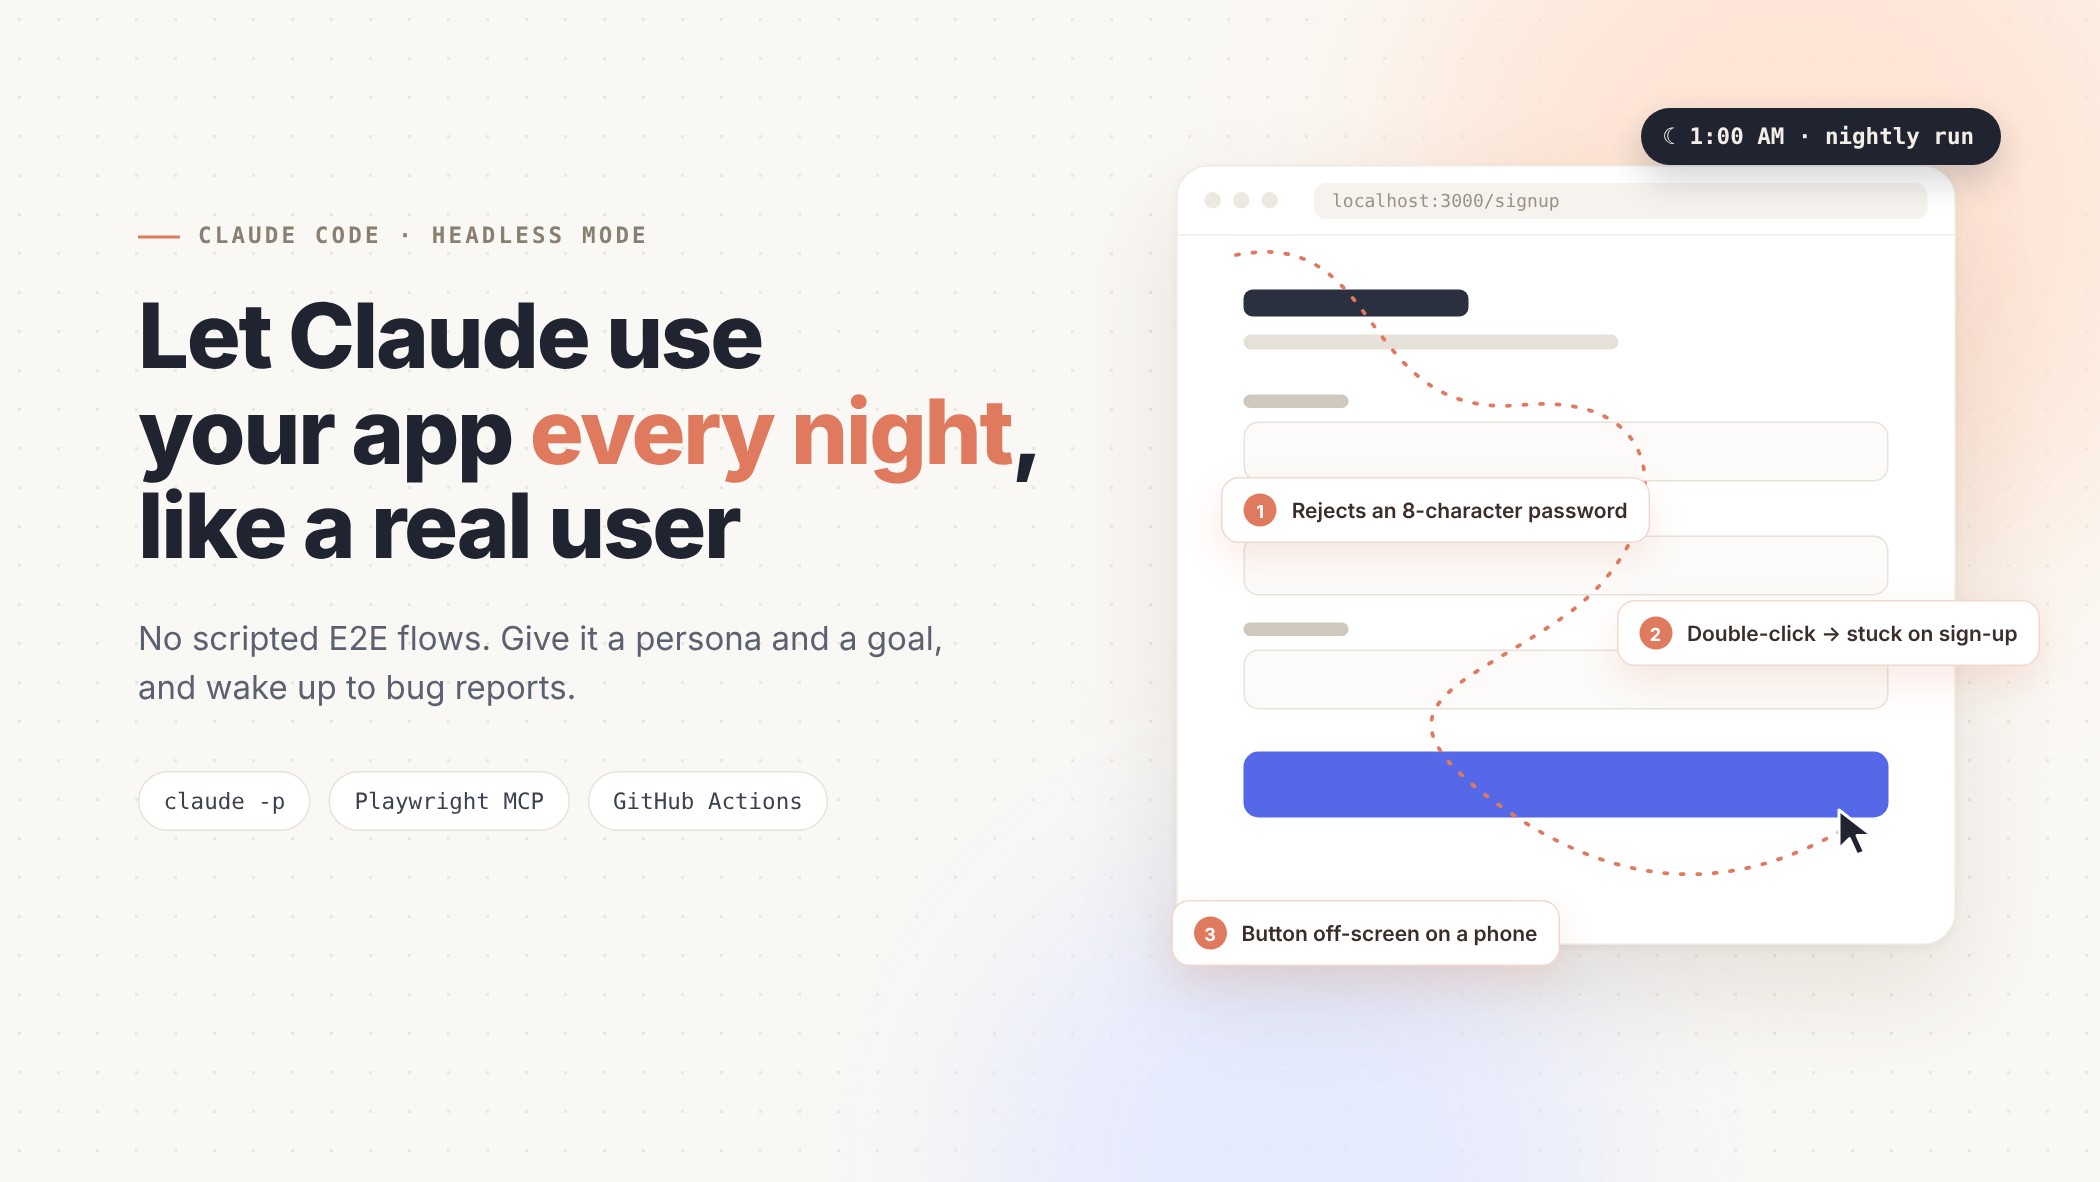 CLAUDE CODE · HEADLESS MODE
Let Claude use
your app every night,
like a real user
No scripted E2E flows. Give it a persona and a goal,
and wake up to bug reports.
claude -p
Playwright MCP
GitHub Actions
☾ 1:00 AM · nightly run
localhost:3000/signup
1 Rejects an 8-character password
2 Double-click → stuck on sign-up
3 Button off-screen on a phone